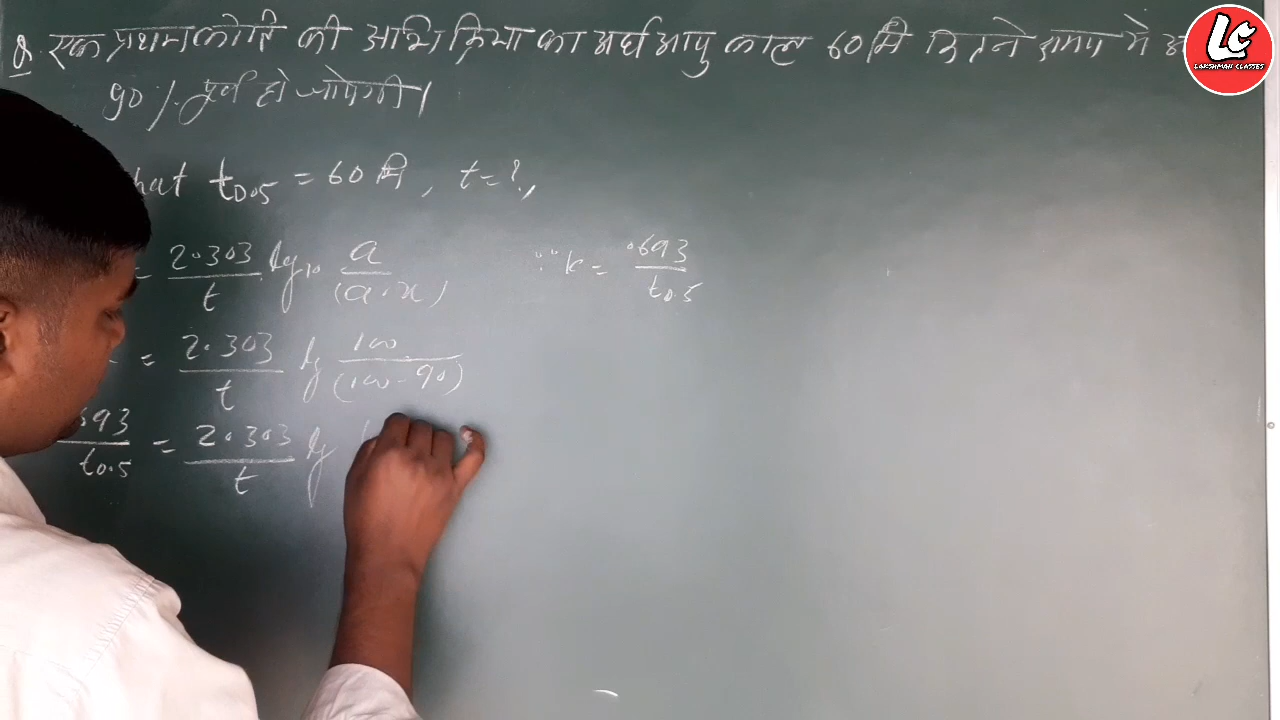 Q. एक प्रथम कोटि की अभिक्रिया का अर्घ आयु काल 60 मि कितने समय मे
90 %. पूर्व हो जायेगी।
LC
LAKSHMAN CLASSES
hat t0.5 = 60 मि , t = ? ,
= 2.303/t log10 a/(a-x) ∵ k = .693/t0.5
= 2.303/t log 100/(100-90)
693/t0.5 = 2.303/t log